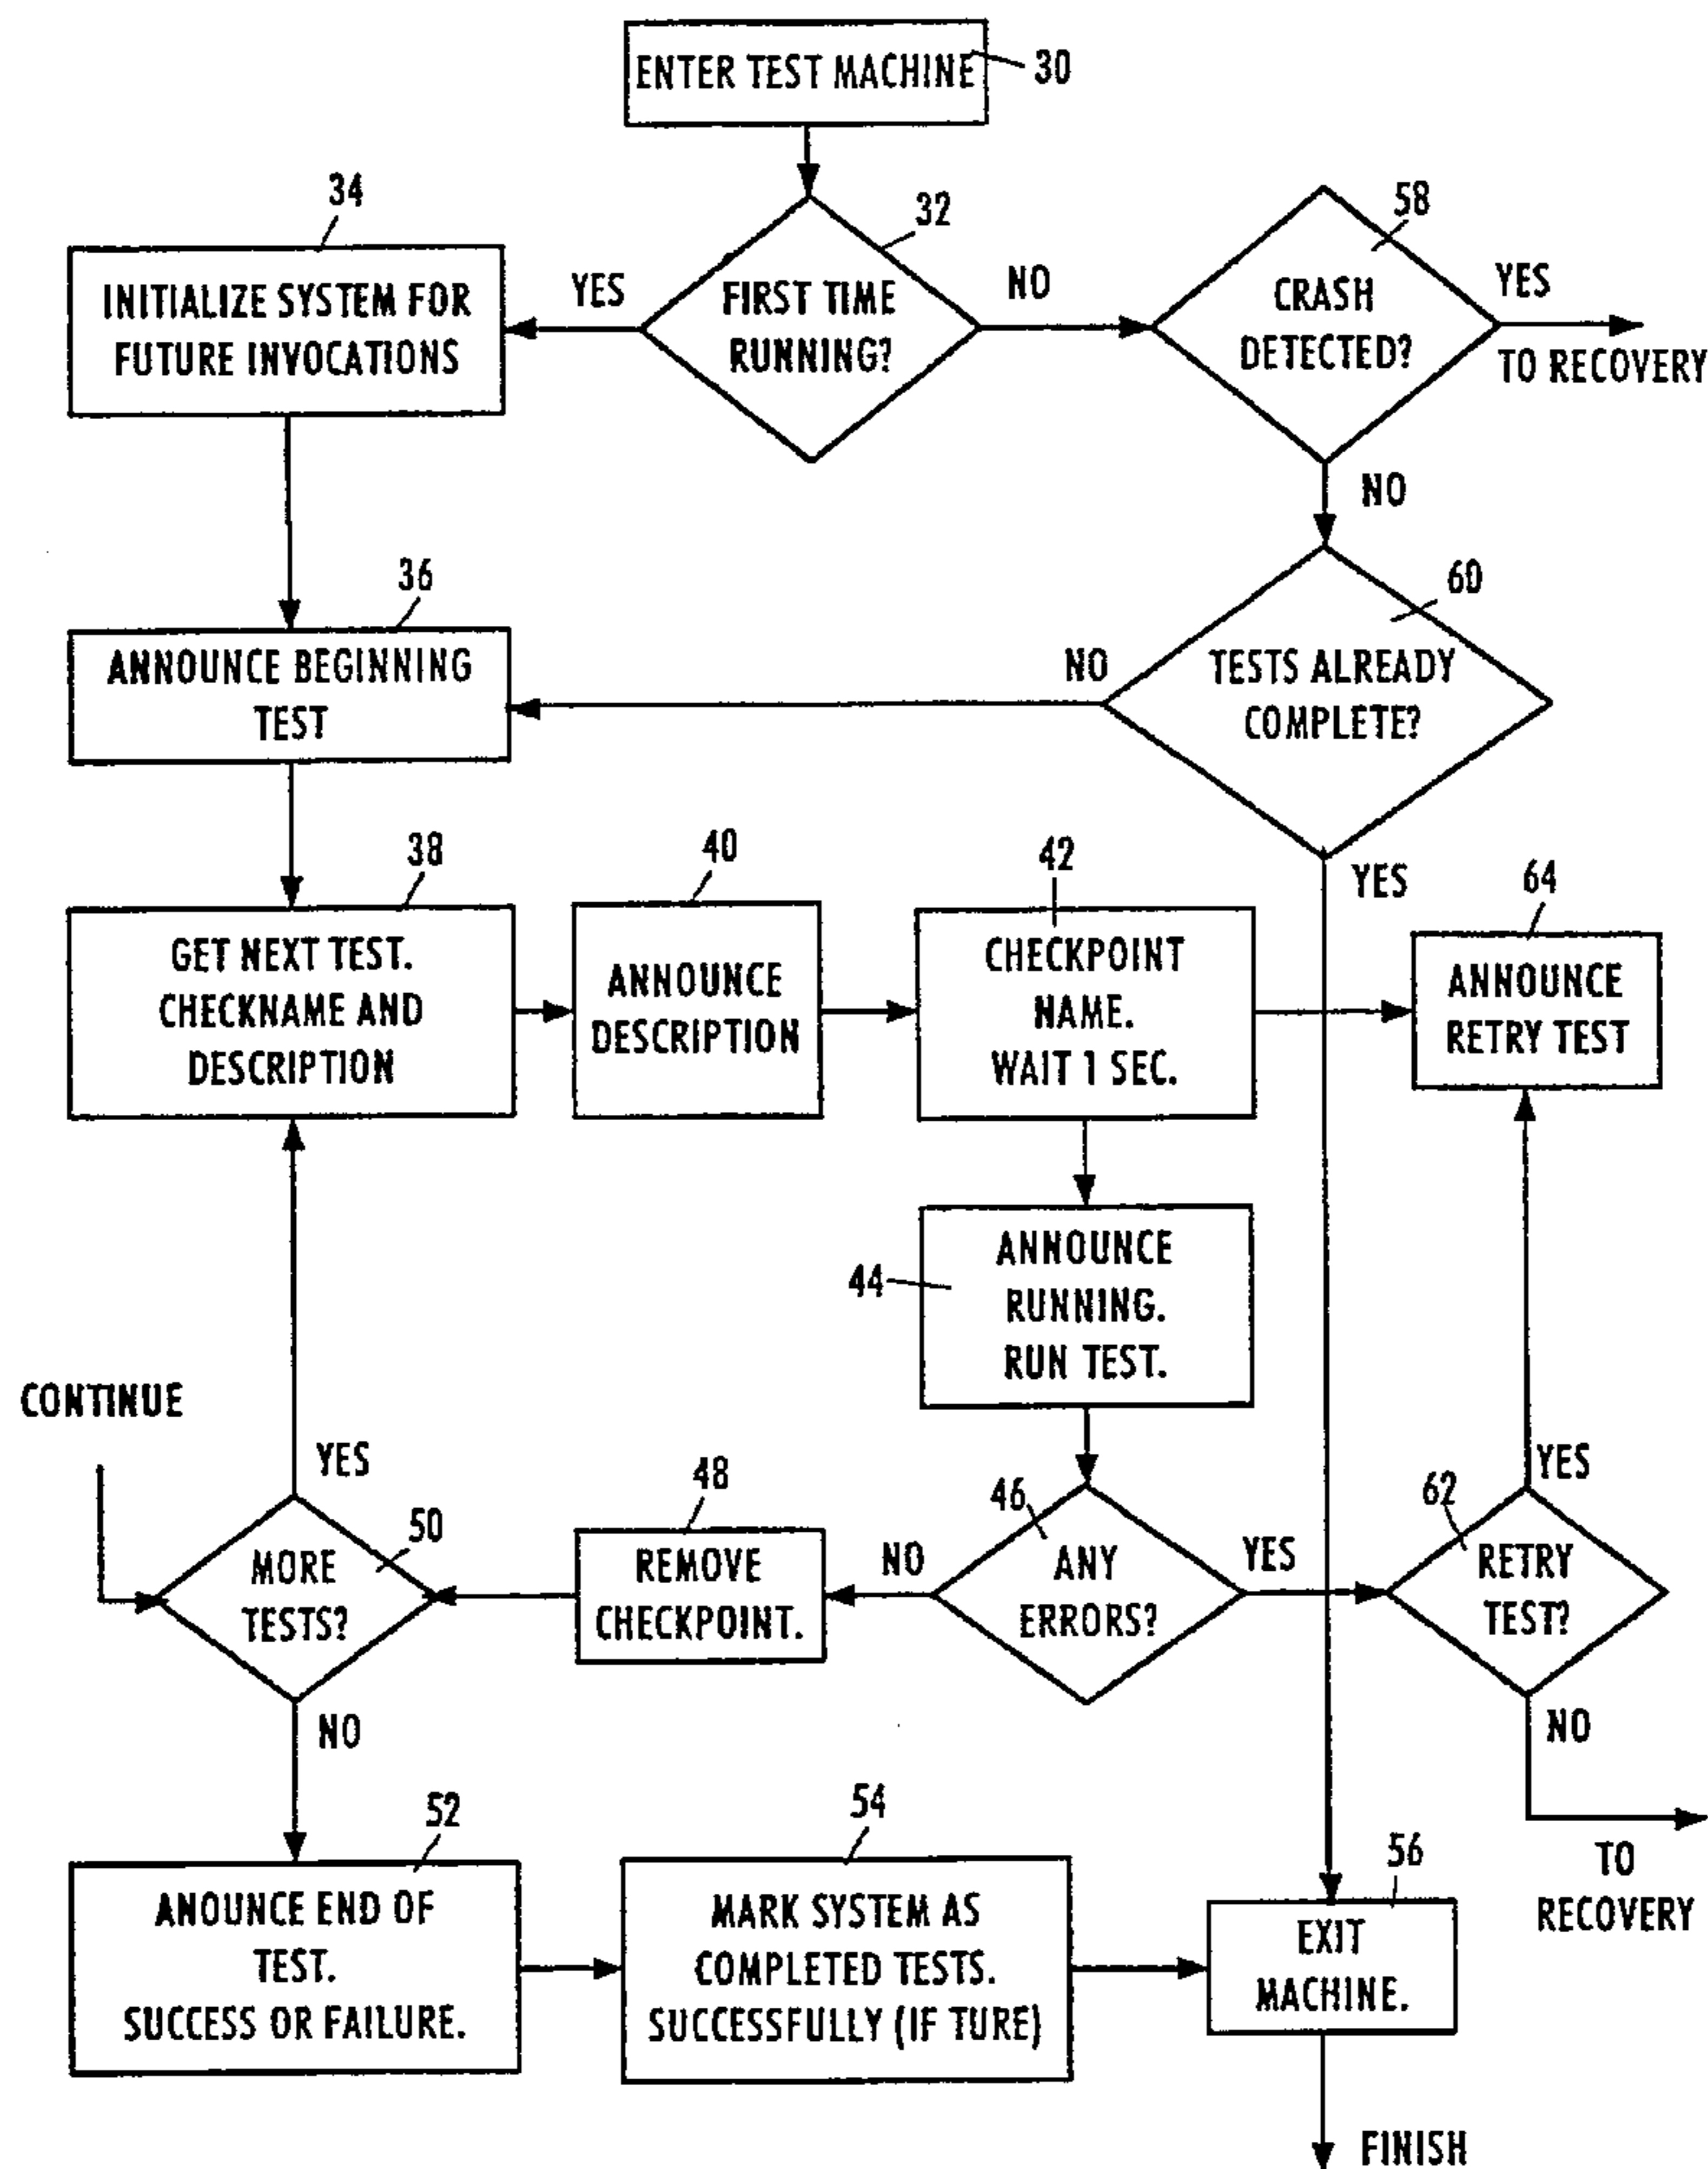 ENTER TEST MACHINE
30
34
32
58
INITIALIZE SYSTEM FOR
FUTURE INVOCATIONS
YES
FIRST TIME
RUNNING?
NO
CRASH
DETECTED?
YES
TO RECOVERY
NO
36
60
ANNOUNCE BEGINNING
TEST
NO
TESTS ALREADY
COMPLETE?
YES
38
40
42
64
GET NEXT TEST.
CHECKNAME AND
DESCRIPTION
ANNOUNCE
DESCRIPTION
CHECKPOINT
NAME.
WAIT 1 SEC.
ANNOUNCE
RETRY TEST
44
ANNOUNCE
RUNNING.
RUN TEST.
CONTINUE
YES
50
MORE
TESTS?
48
REMOVE
CHECKPOINT.
NO
46
ANY
ERRORS?
YES
62
YES
RETRY
TEST?
NO
NO
TO
RECOVERY
52
54
56
ANOUNCE END OF
TEST.
SUCCESS OR FAILURE.
MARK SYSTEM AS
COMPLETED TESTS.
SUCCESSFULLY (IF TURE)
EXIT
MACHINE.
FINISH